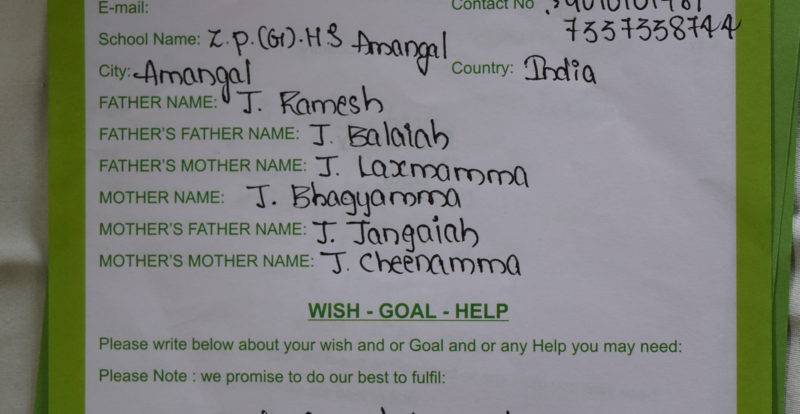 E-mail: Contact No
7337338744
School Name: Z.p.(G).H.S Amangal
City: Amangal Country: India
FATHER NAME: J. Ramesh
FATHER'S FATHER NAME: J. Balaiah
FATHER'S MOTHER NAME: J. Laxmamma
MOTHER NAME: J. Bhagyamma
MOTHER'S FATHER NAME: J. Jangaiah
MOTHER'S MOTHER NAME: J. Cheenamma
WISH - GOAL - HELP
Please write below about your wish and or Goal and or any Help you may need:
Please Note : we promise to do our best to fulfil: